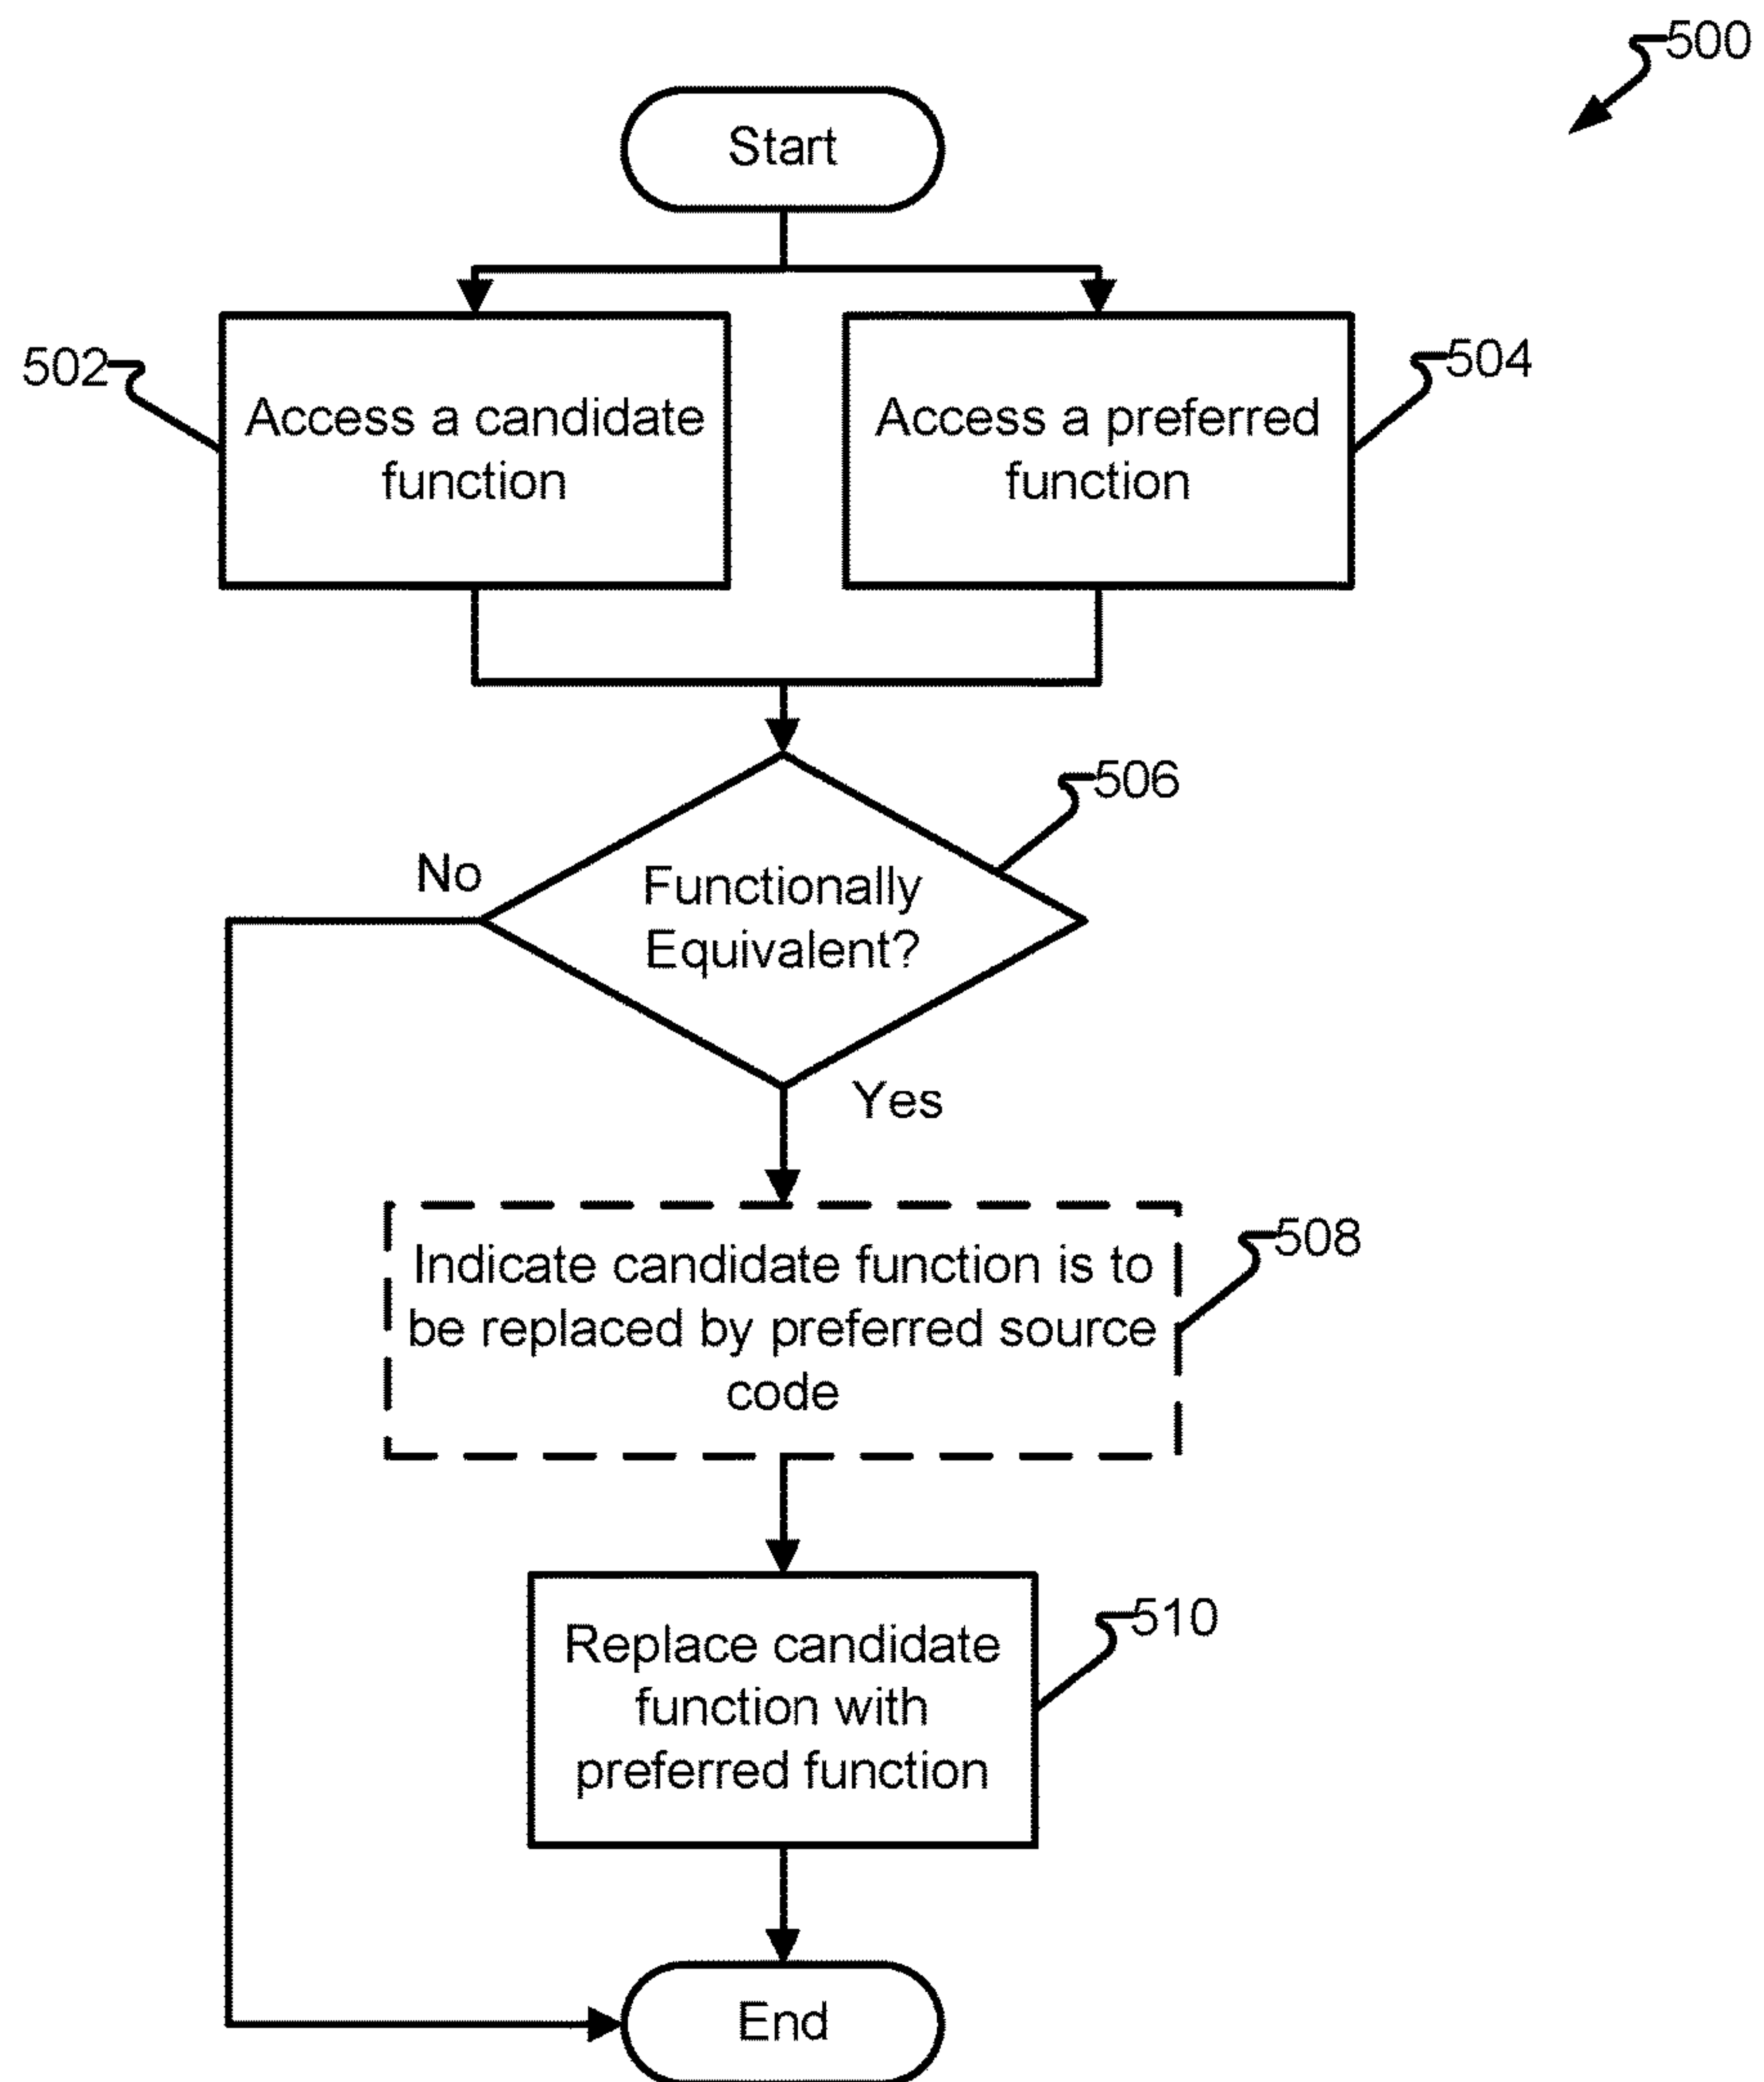 500
Start
502
Access a candidate
function
Access a preferred
function
504
506
No
Functionally
Equivalent?
Yes
Indicate candidate function is to
be replaced by preferred source
code
508
Replace candidate
function with
preferred function
510
End